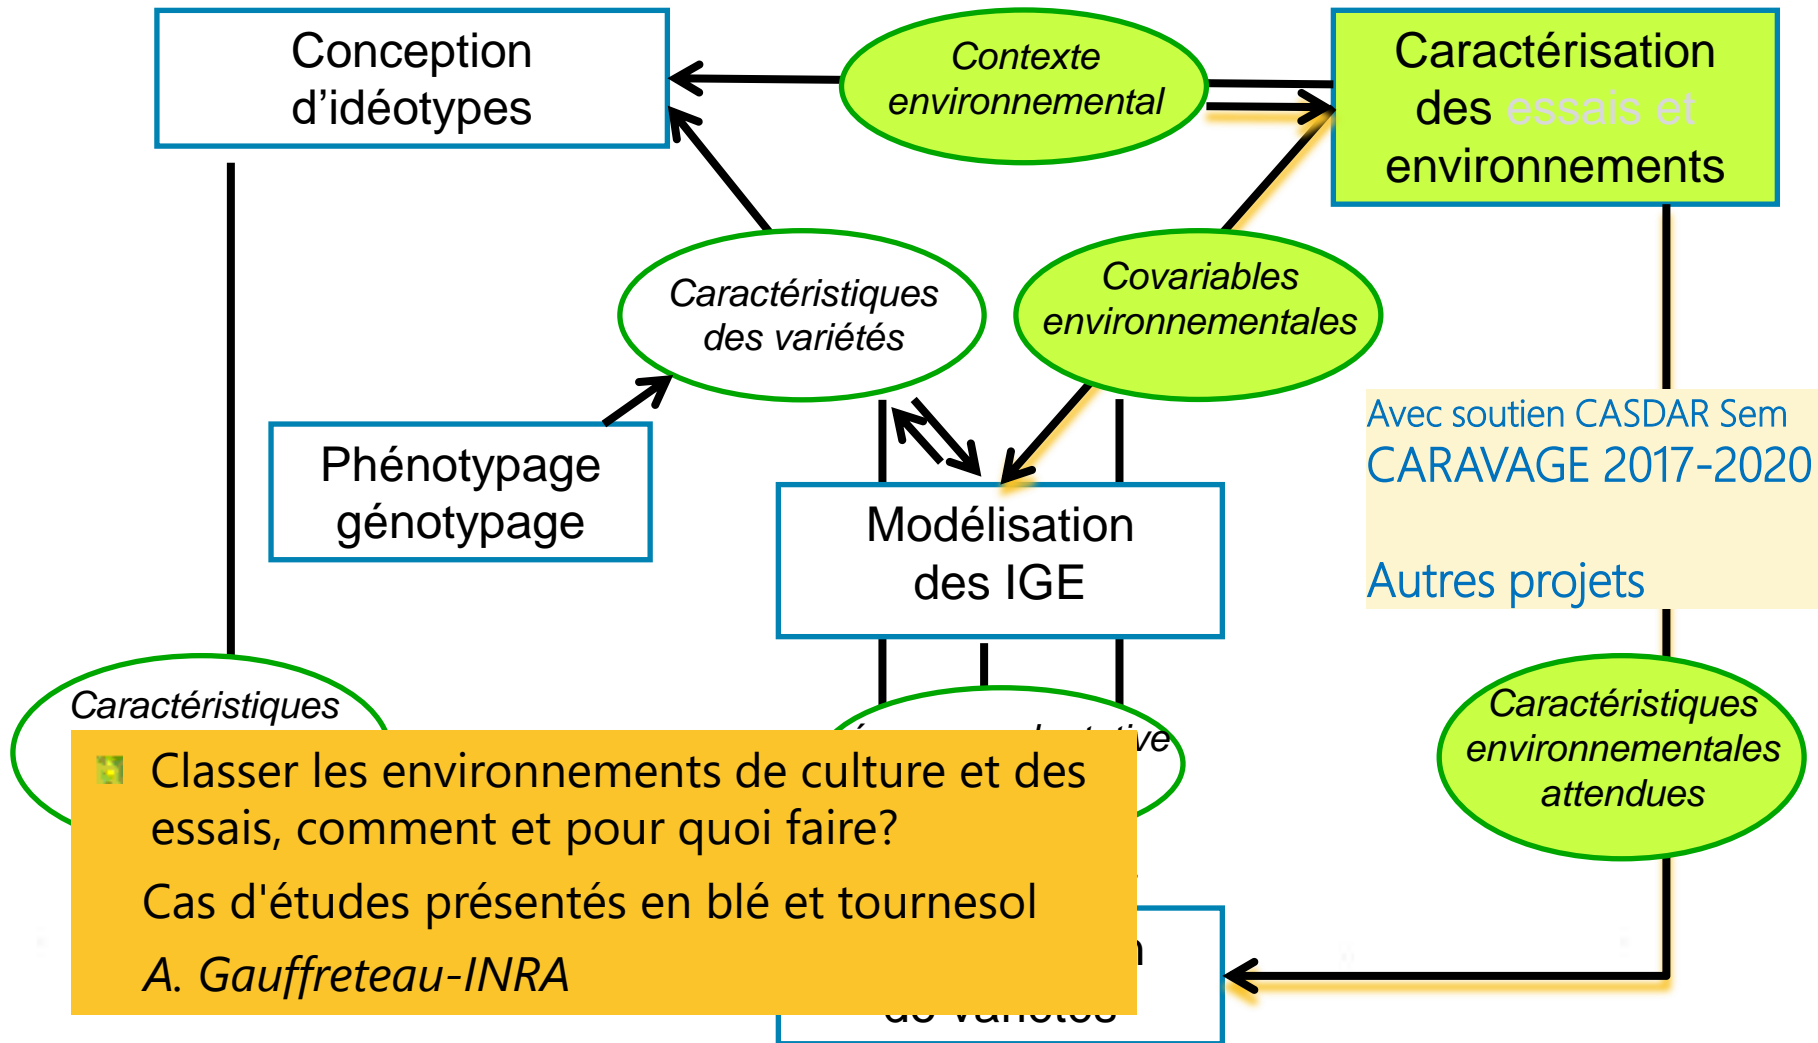 Conception
d'idéotypes
Contexte
environnemental
Caractérisation
des essais et
environnements
Caractéristiques
des variétés
Covariables
environnementales
Avec soutien CASDAR Sem
CARAVAGE 2017-2020
Autres projets
Phénotypage
génotypage
Modélisation
des IGE
Caractéristiques
Caractéristiques
environnementales
attendues
Classer les environnements de culture et des
essais, comment et pour quoi faire?
Cas d'études présentés en blé et tournesol
A. Gauffreteau-INRA